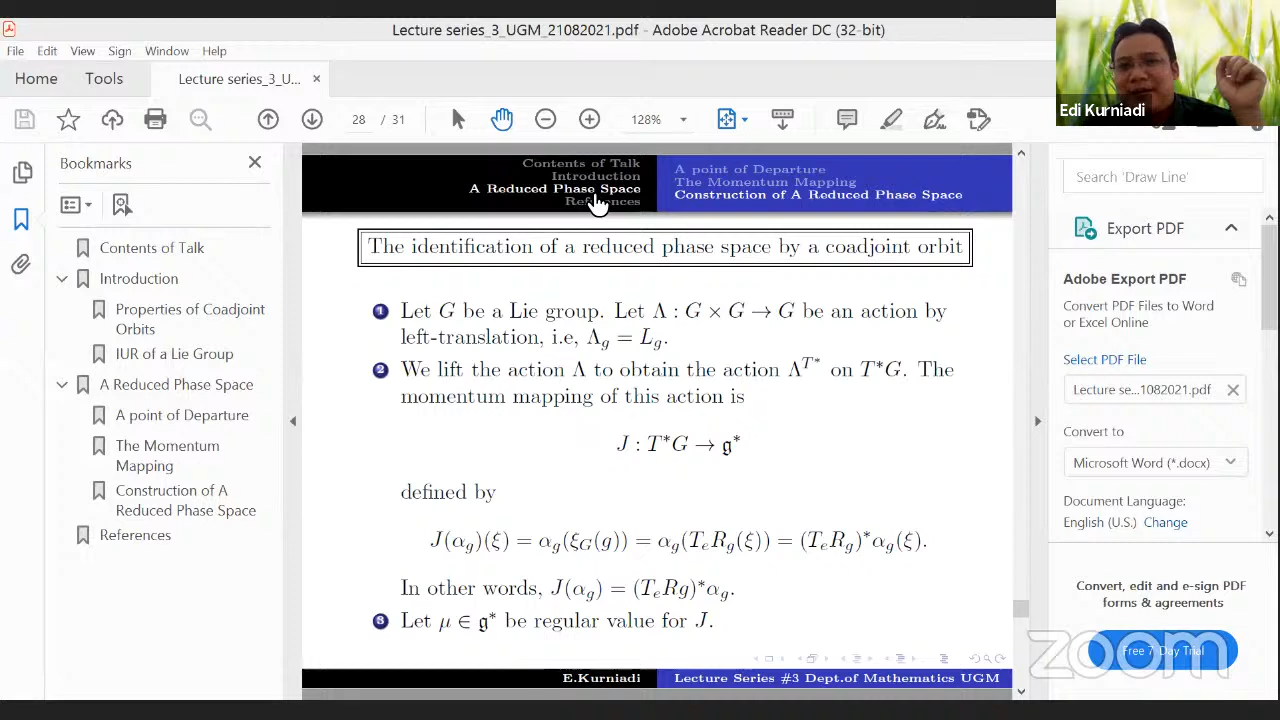 Lecture series_3_UGM_21082021.pdf - Adobe Acrobat Reader DC (32-bit)
File Edit View Sign Window Help
Home Tools Lecture series_3_U... ×
28 / 31 128%
Edi Kurniadi
Bookmarks
Contents of Talk
Introduction
Properties of Coadjoint
Orbits
IUR of a Lie Group
A Reduced Phase Space
A point of Departure
The Momentum
Mapping
Construction of A
Reduced Phase Space
References
Contents of Talk
Introduction
A Reduced Phase Space
References
A point of Departure
The Momentum Mapping
Construction of A Reduced Phase Space
The identification of a reduced phase space by a coadjoint orbit
1 Let G be a Lie group. Let Λ : G × G → G be an action by
left-translation, i.e, Λ_g = L_g.
2 We lift the action Λ to obtain the action Λ^{T*} on T*G. The
momentum mapping of this action is
J : T*G → 𝔤*
defined by
J(α_g)(ξ) = α_g(ξ_G(g)) = α_g(T_eR_g(ξ)) = (T_eR_g)*α_g(ξ).
In other words, J(α_g) = (T_eRg)*α_g.
3 Let μ ∈ 𝔤* be regular value for J.
E.Kurniadi
Lecture Series #3 Dept.of Mathematics UGM
Search 'Draw Line'
Export PDF
Adobe Export PDF
Convert PDF Files to Word
or Excel Online
Select PDF File
Lecture se...1082021.pdf
Convert to
Microsoft Word (*.docx)
Document Language:
English (U.S.) Change
Convert, edit and e-sign PDF
forms & agreements
Free 7-Day Trial
zoom